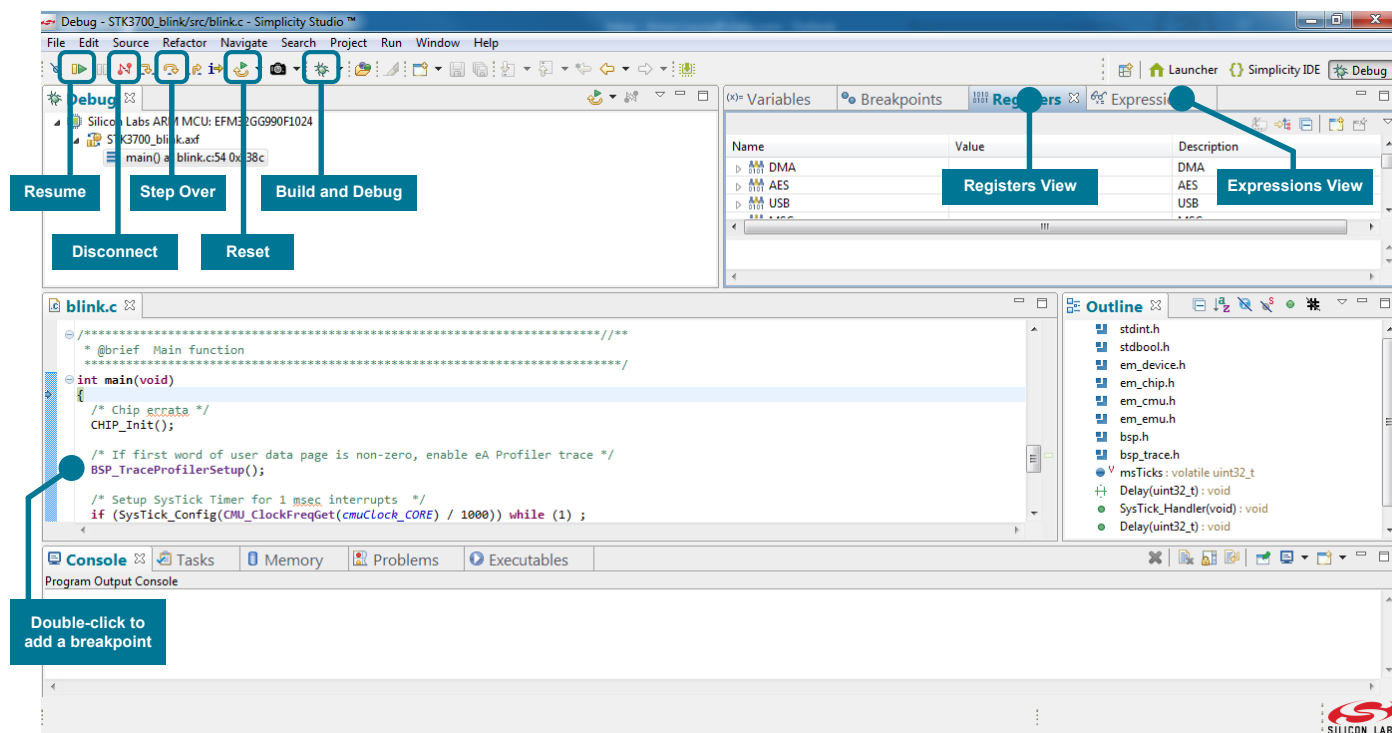 Debug - STK3700_blink/src/blink.c - Simplicity Studio ™
File Edit Source Refactor Navigate Search Project Run Window Help
Launcher {} Simplicity IDE Debug
Debug
(x)= Variables Breakpoints Registers Expressi
Silicon Labs ARM MCU: EFM32GG990F1024
STK3700_blink.axf
main() a blink.c:54 0x 38c
Name Value Description
DMA DMA
AES AES
USB USB
Resume
Step Over
Build and Debug
Registers View
Expressions View
Disconnect
Reset
blink.c
Outline
/**************************************************************************//**
* @brief Main function
*****************************************************************************/
int main(void)
{
/* Chip errata */
CHIP_Init();
/* If first word of user data page is non-zero, enable eA Profiler trace */
BSP_TraceProfilerSetup();
/* Setup SysTick Timer for 1 msec interrupts */
if (SysTick_Config(CMU_ClockFreqGet(cmuClock_CORE) / 1000)) while (1) ;
stdint.h
stdbool.h
em_device.h
em_chip.h
em_cmu.h
em_emu.h
bsp.h
bsp_trace.h
msTicks : volatile uint32_t
Delay(uint32_t) : void
SysTick_Handler(void) : void
Delay(uint32_t) : void
Console Tasks Memory Problems Executables
Program Output Console
Double-click to
add a breakpoint
SILICON LAB